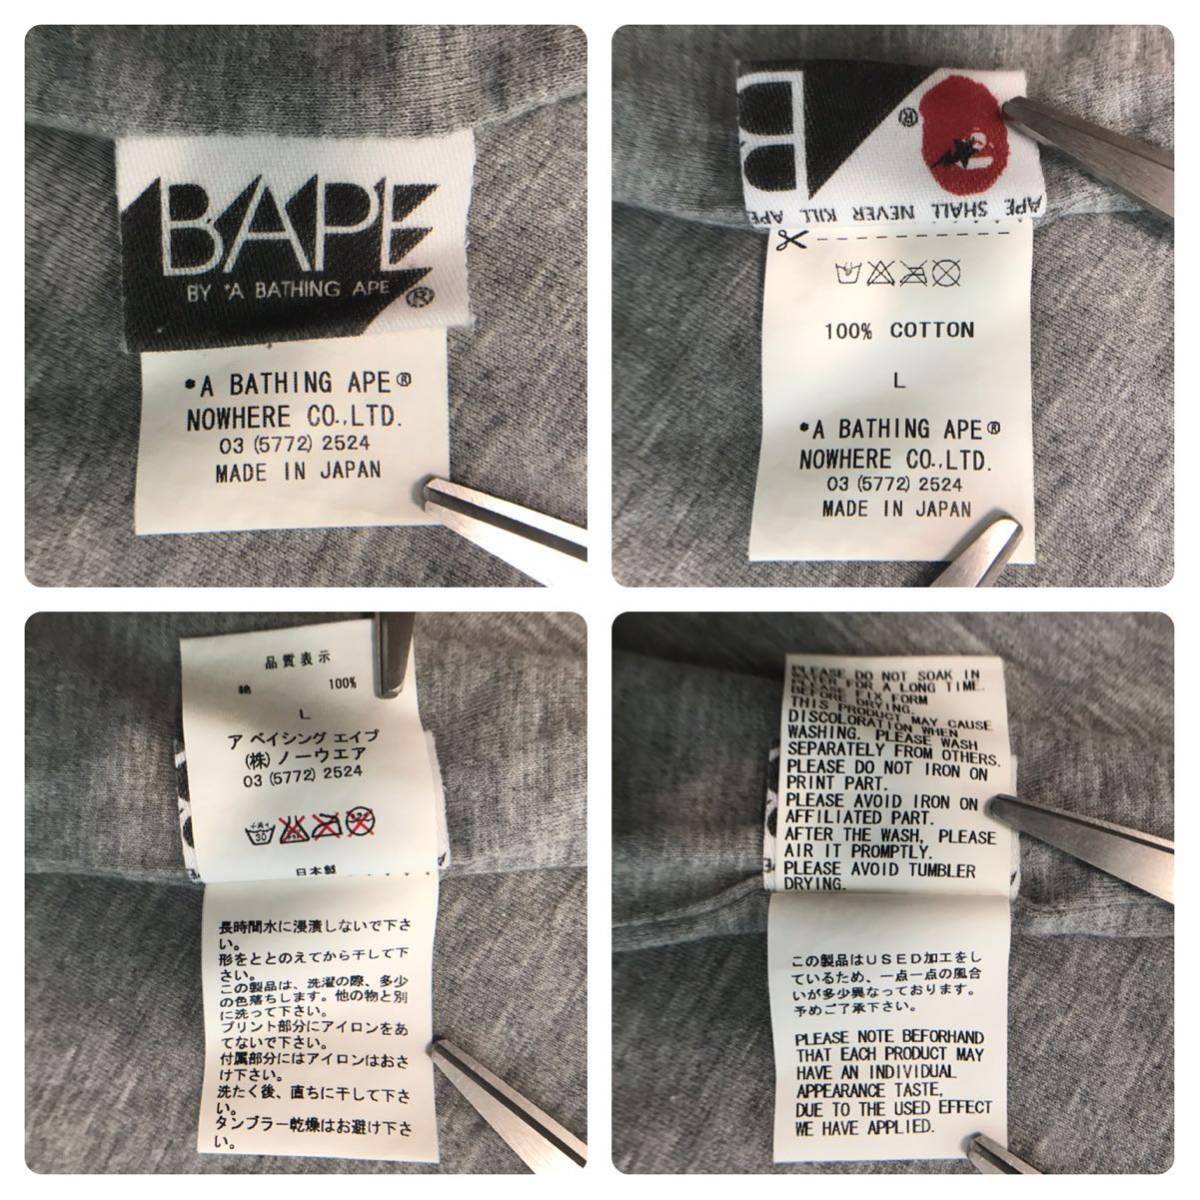 BAPE
BY *A BATHING APE
®
*A BATHING APE®
NOWHERE CO.,LTD.
03 (5772) 2524
MADE IN JAPAN
B
®
APE SHALL NEVER KILL APE
100% COTTON
L
*A BATHING APE®
NOWHERE CO.,LTD.
03 (5772) 2524
MADE IN JAPAN
品質表示
綿 100%
L
ア ベイシング エイプ
(株) ノーウエア
03 (5772) 2524
30
日本製
長時間水に浸漬しないで下さ
い。
形をととのえてから干して下
さい。
この製品は、洗濯の際、多少
の色落ちします。他の物と別
に洗って下さい。
プリント部分にアイロンをあ
てないで下さい。
付属部分にはアイロンはおさ
け下さい。
洗たく後、直ちに干して下さ
い。
タンブラー乾燥はお避け下さ
い。
PLEASE DO NOT SOAK IN
WATER FOR A LONG TIME.
BEFORE FIX FORM
THIS DRYING.
PRODUCT MAY CAUSE
DISCOLORATION WHEN
WASHING. PLEASE WASH
SEPARATELY FROM OTHERS.
PLEASE DO NOT IRON ON
PRINT PART.
PLEASE AVOID IRON ON
AFFILIATED PART.
AFTER THE WASH, PLEASE
AIR IT PROMPTLY.
PLEASE AVOID TUMBLER
DRYING.
この製品はUSED加工をし
ているため、一点一点の風合
いが多少異なっております。
予めご了承下さい。
PLEASE NOTE BEFORHAND
THAT EACH PRODUCT MAY
HAVE AN INDIVIDUAL
APPEARANCE TASTE,
DUE TO THE USED EFFECT
WE HAVE APPLIED.